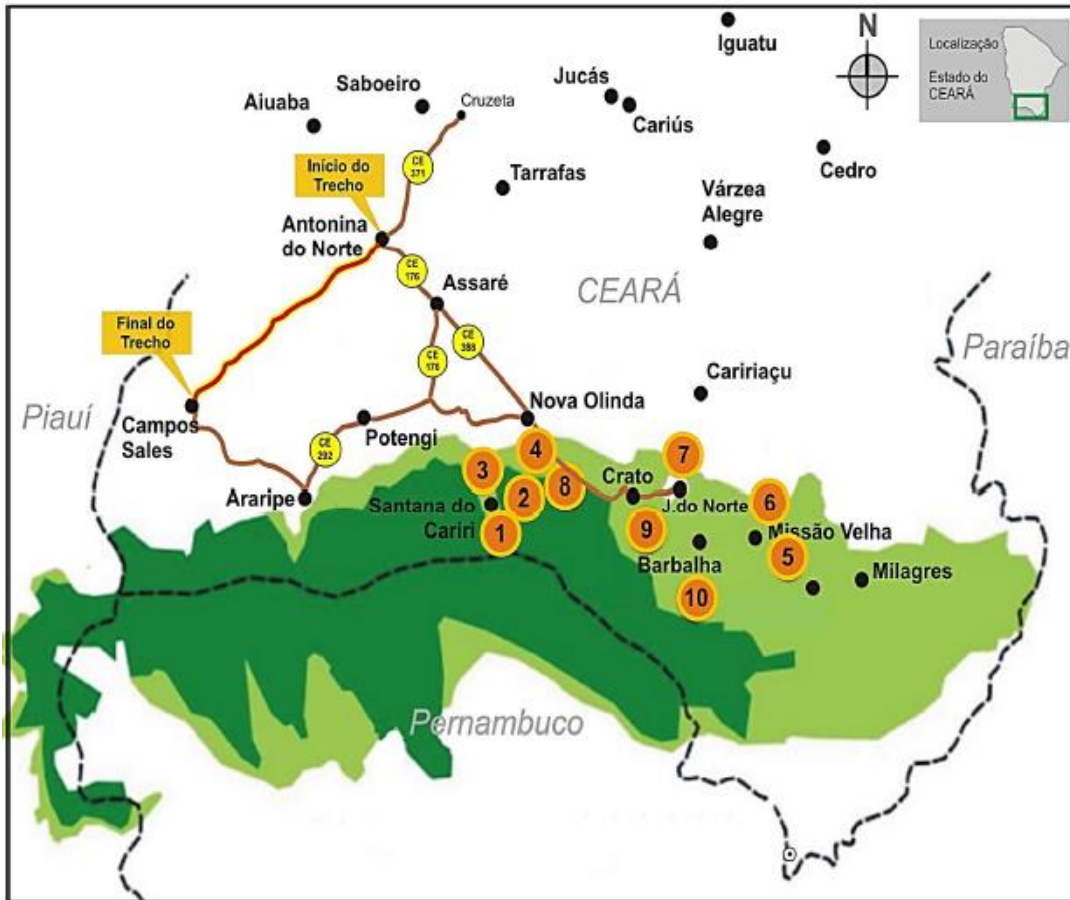 Iguatu
N
Localização
Estado do
CEARÁ
Saboeiro
Jucás
Aiuaba
Cruzeta
Cariús
Início do
Trecho
CE
371
Tarrafas
Cedro
Várzea
Alegre
Antonina
do Norte
CE
176
Assaré
CEARÁ
Final do
Trecho
CE
388
CE
176
Paraíba
Caririaçu
Piauí
Campos
Sales
Potengi
Nova Olinda
CE
292
4
7
3
Crato
Araripe
Santana do
Cariri
2
8
J.do Norte
6
1
9
Missão Velha
Barbalha
5
Milagres
10
Pernambuco